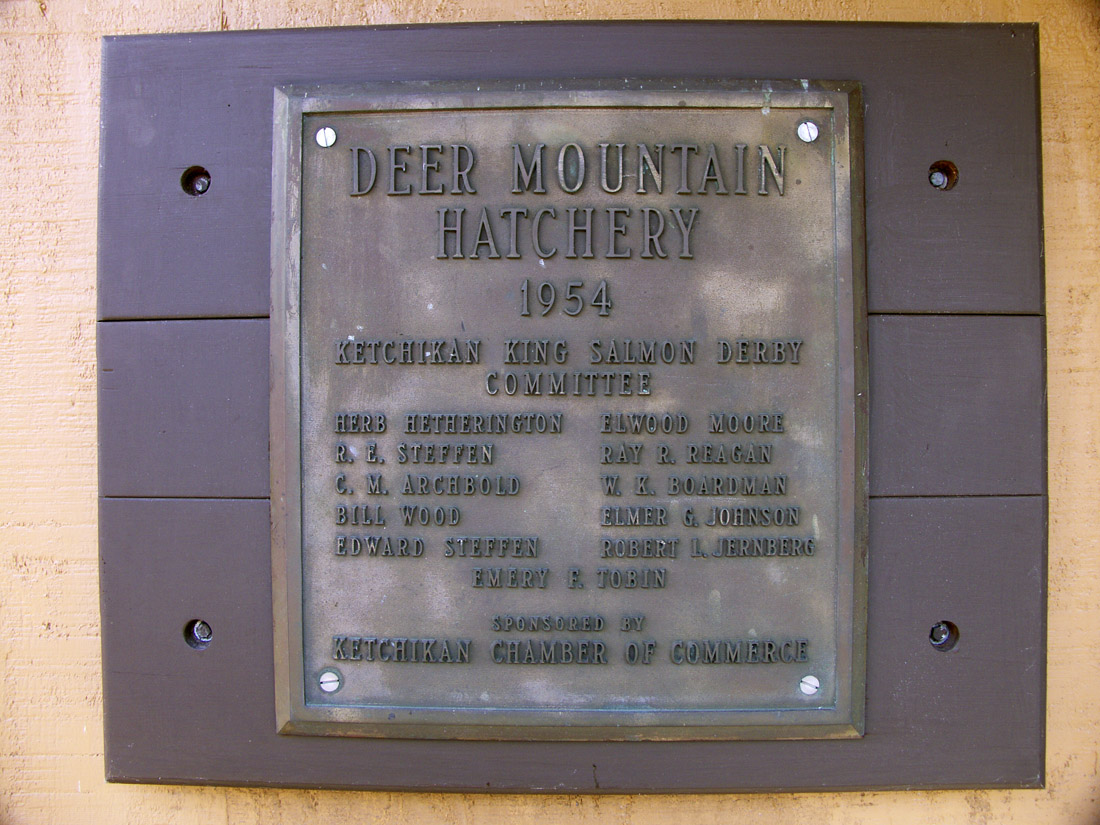 DEER MOUNTAIN
HATCHERY
1954
KETCHIKAN KING SALMON DERBY
COMMITTEE
HERB HETHERINGTON ELWOOD MOORE
R. E. STEFFEN RAY R. REAGAN
C. M. ARCHBOLD W. K. BOARDMAN
BILL WOOD ELMER G. JOHNSON
EDWARD STEFFEN ROBERT L. JERNBERG
EMERY F. TOBIN
SPONSORED BY
KETCHIKAN CHAMBER OF COMMERCE